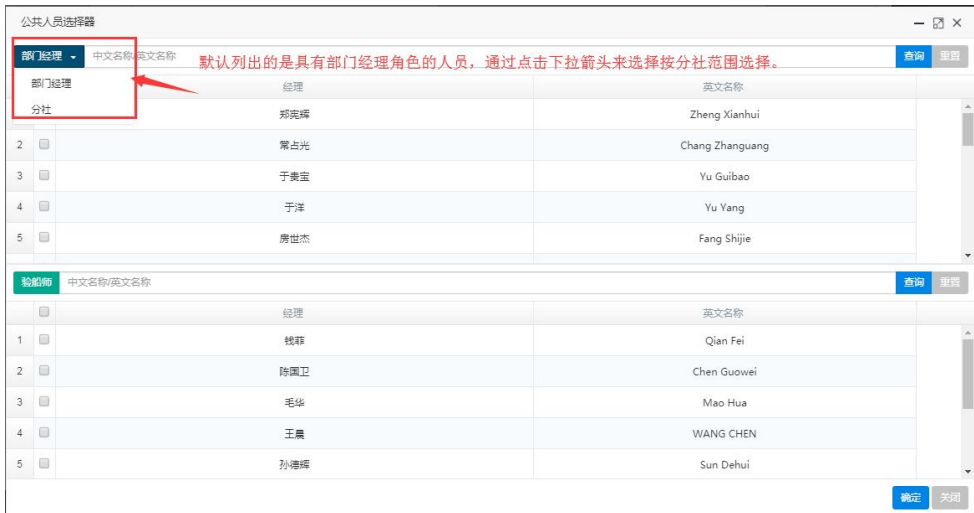 公共人员选择器
部门经理 中文名称/英文名称 查询 重置
默认列出的是具有部门经理角色的人员，通过点击下拉箭头来选择按分社范围选择。
部门经理
分社
经理 英文名称
郑宪辉 Zheng Xianhui
2 常占光 Chang Zhanguang
3 于贵宝 Yu Guibao
4 于洋 Yu Yang
5 房世杰 Fang Shijie
验船师 中文名称/英文名称 查询 重置
经理 英文名称
1 钱菲 Qian Fei
2 陈国卫 Chen Guowei
3 毛华 Mao Hua
4 王晨 WANG CHEN
5 孙德辉 Sun Dehui
确定 关闭